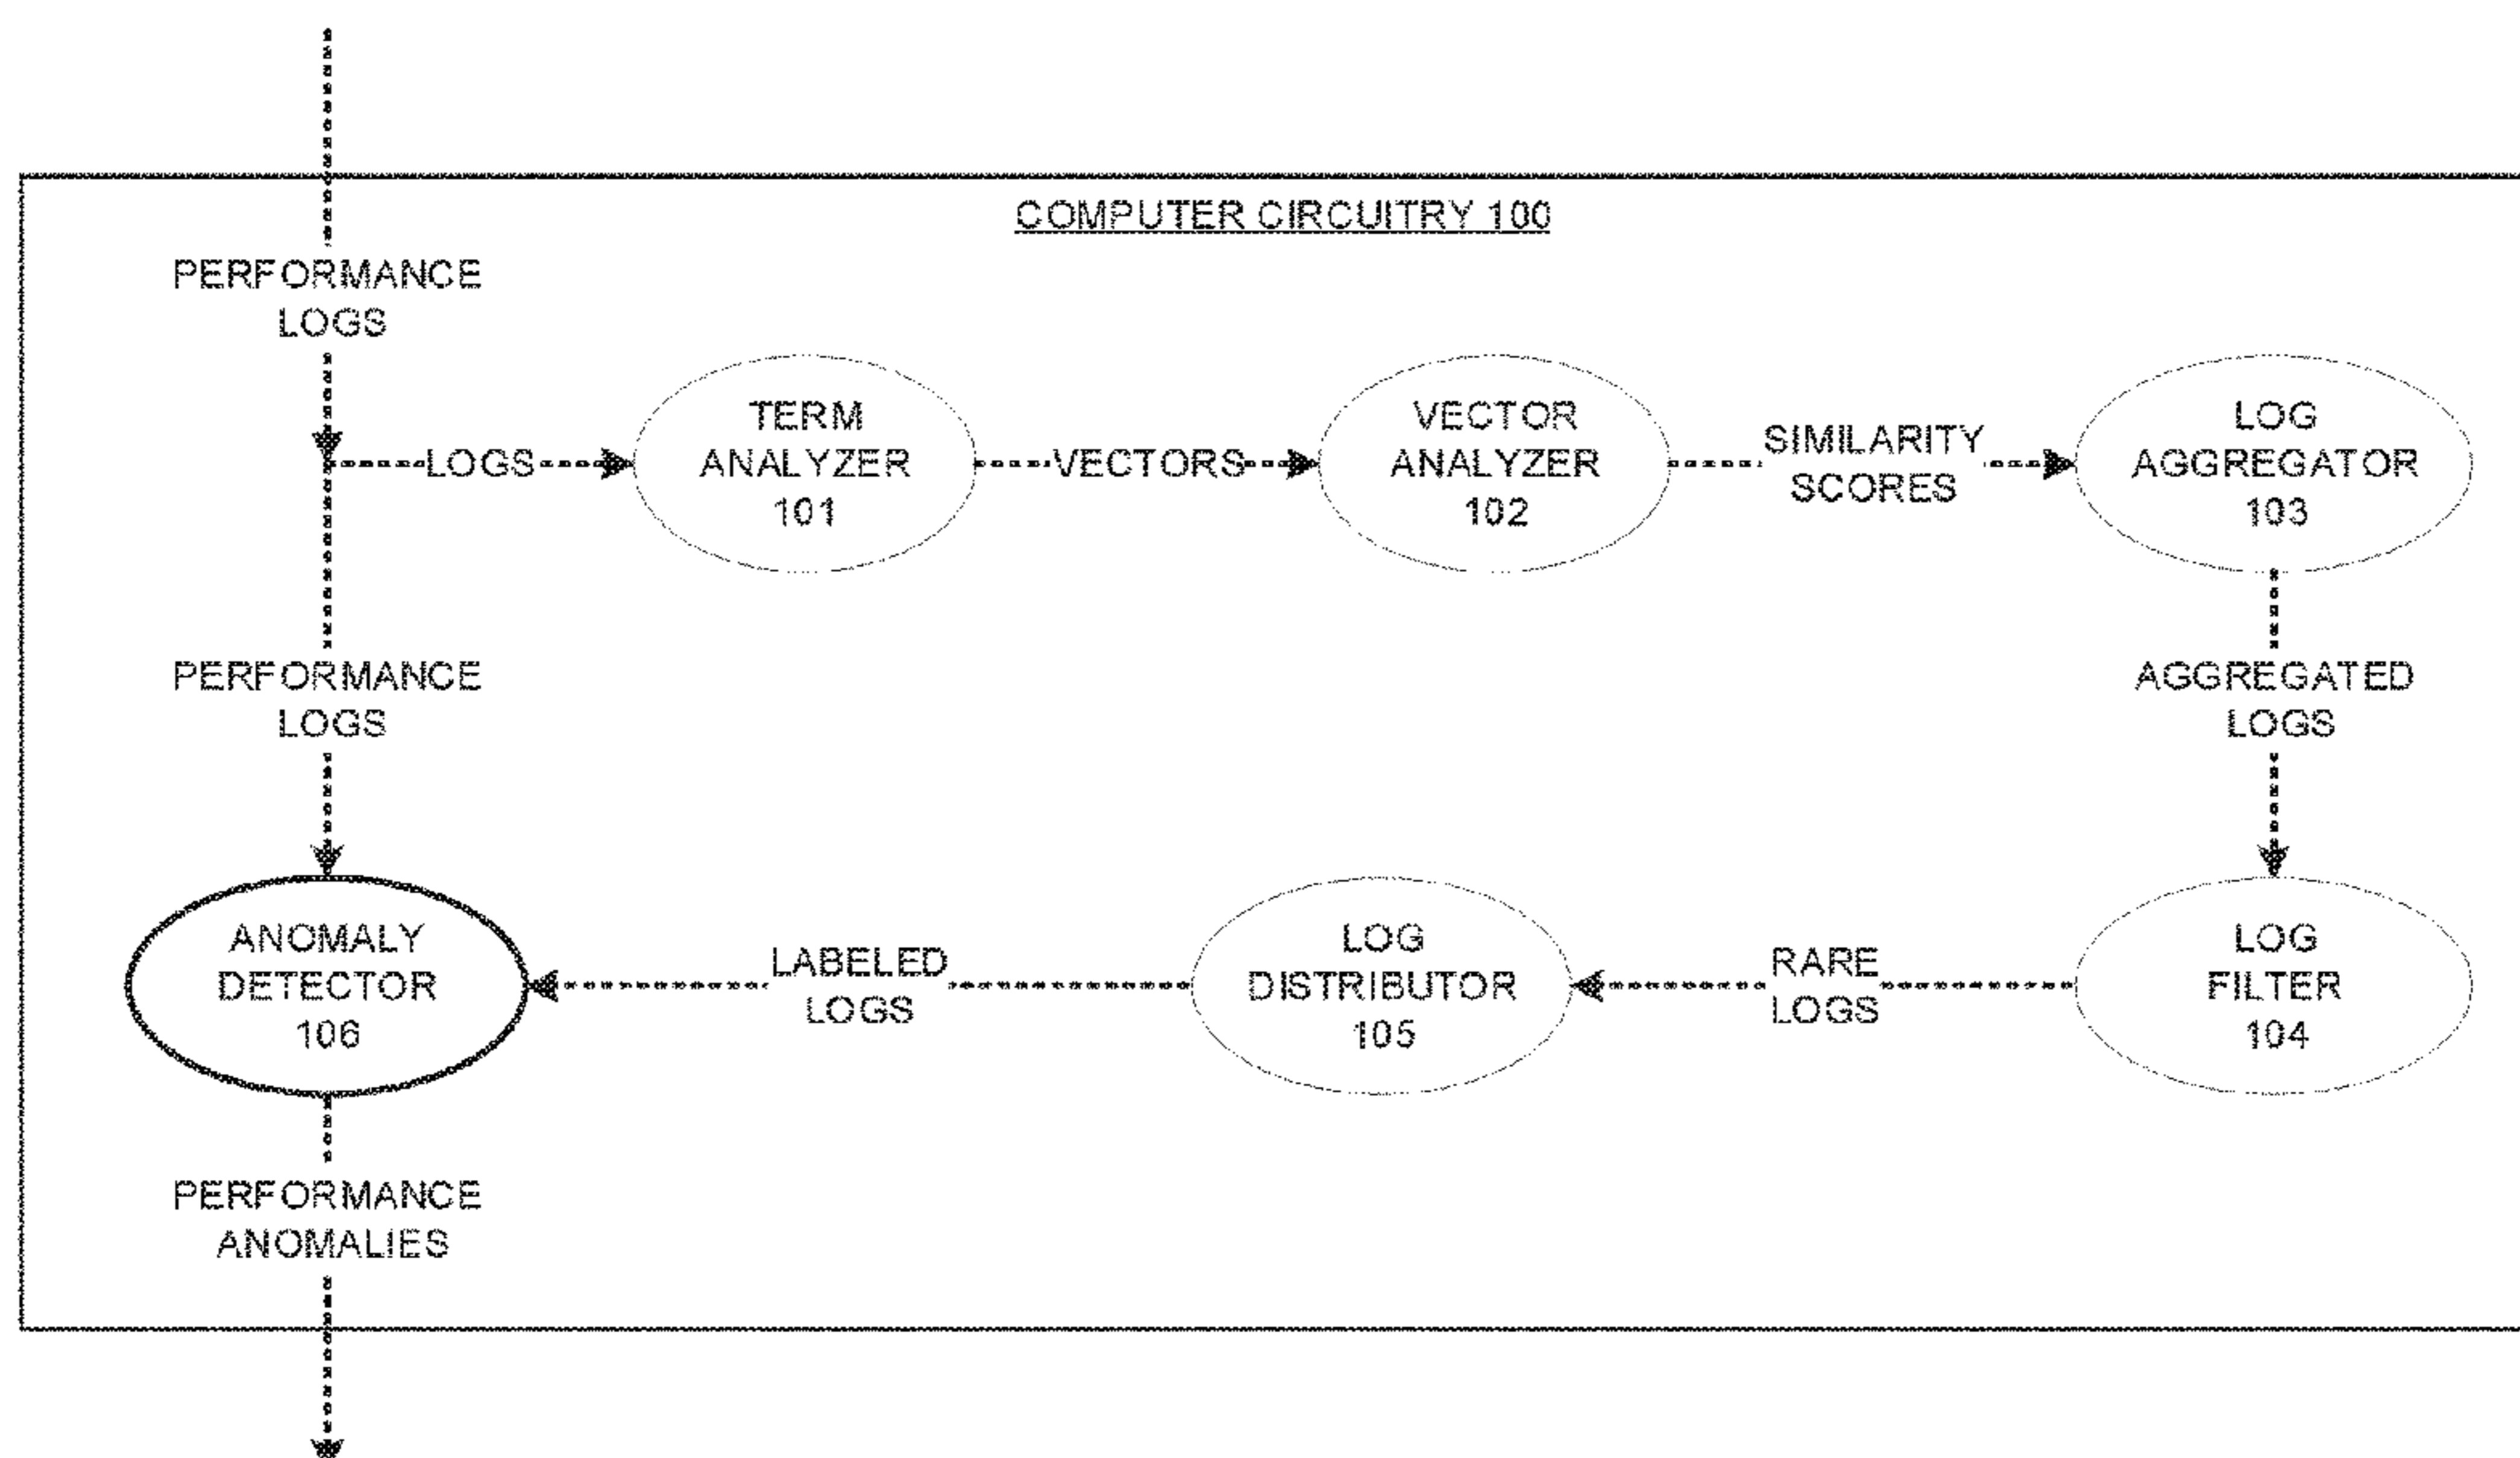 COMPUTER CIRCUITRY 100
PERFORMANCE
LOGS
LOGS
TERM
ANALYZER
101
VECTORS
VECTOR
ANALYZER
102
SIMILARITY
SCORES
LOG
AGGREGATOR
103
PERFORMANCE
LOGS
AGGREGATED
LOGS
ANOMALY
DETECTOR
106
LABELED
LOGS
LOG
DISTRIBUTOR
105
RARE
LOGS
LOG
FILTER
104
PERFORMANCE
ANOMALIES